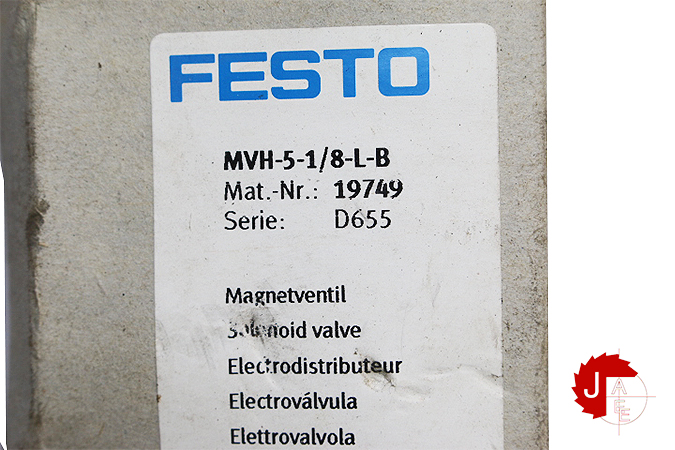 FESTO
MVH-5-1/8-L-B
Mat.-Nr.: 19749
Serie: D655
Magnetventil
Solenoid valve
Electrodistributeur
Electroválvula
Elettrovalvola
J